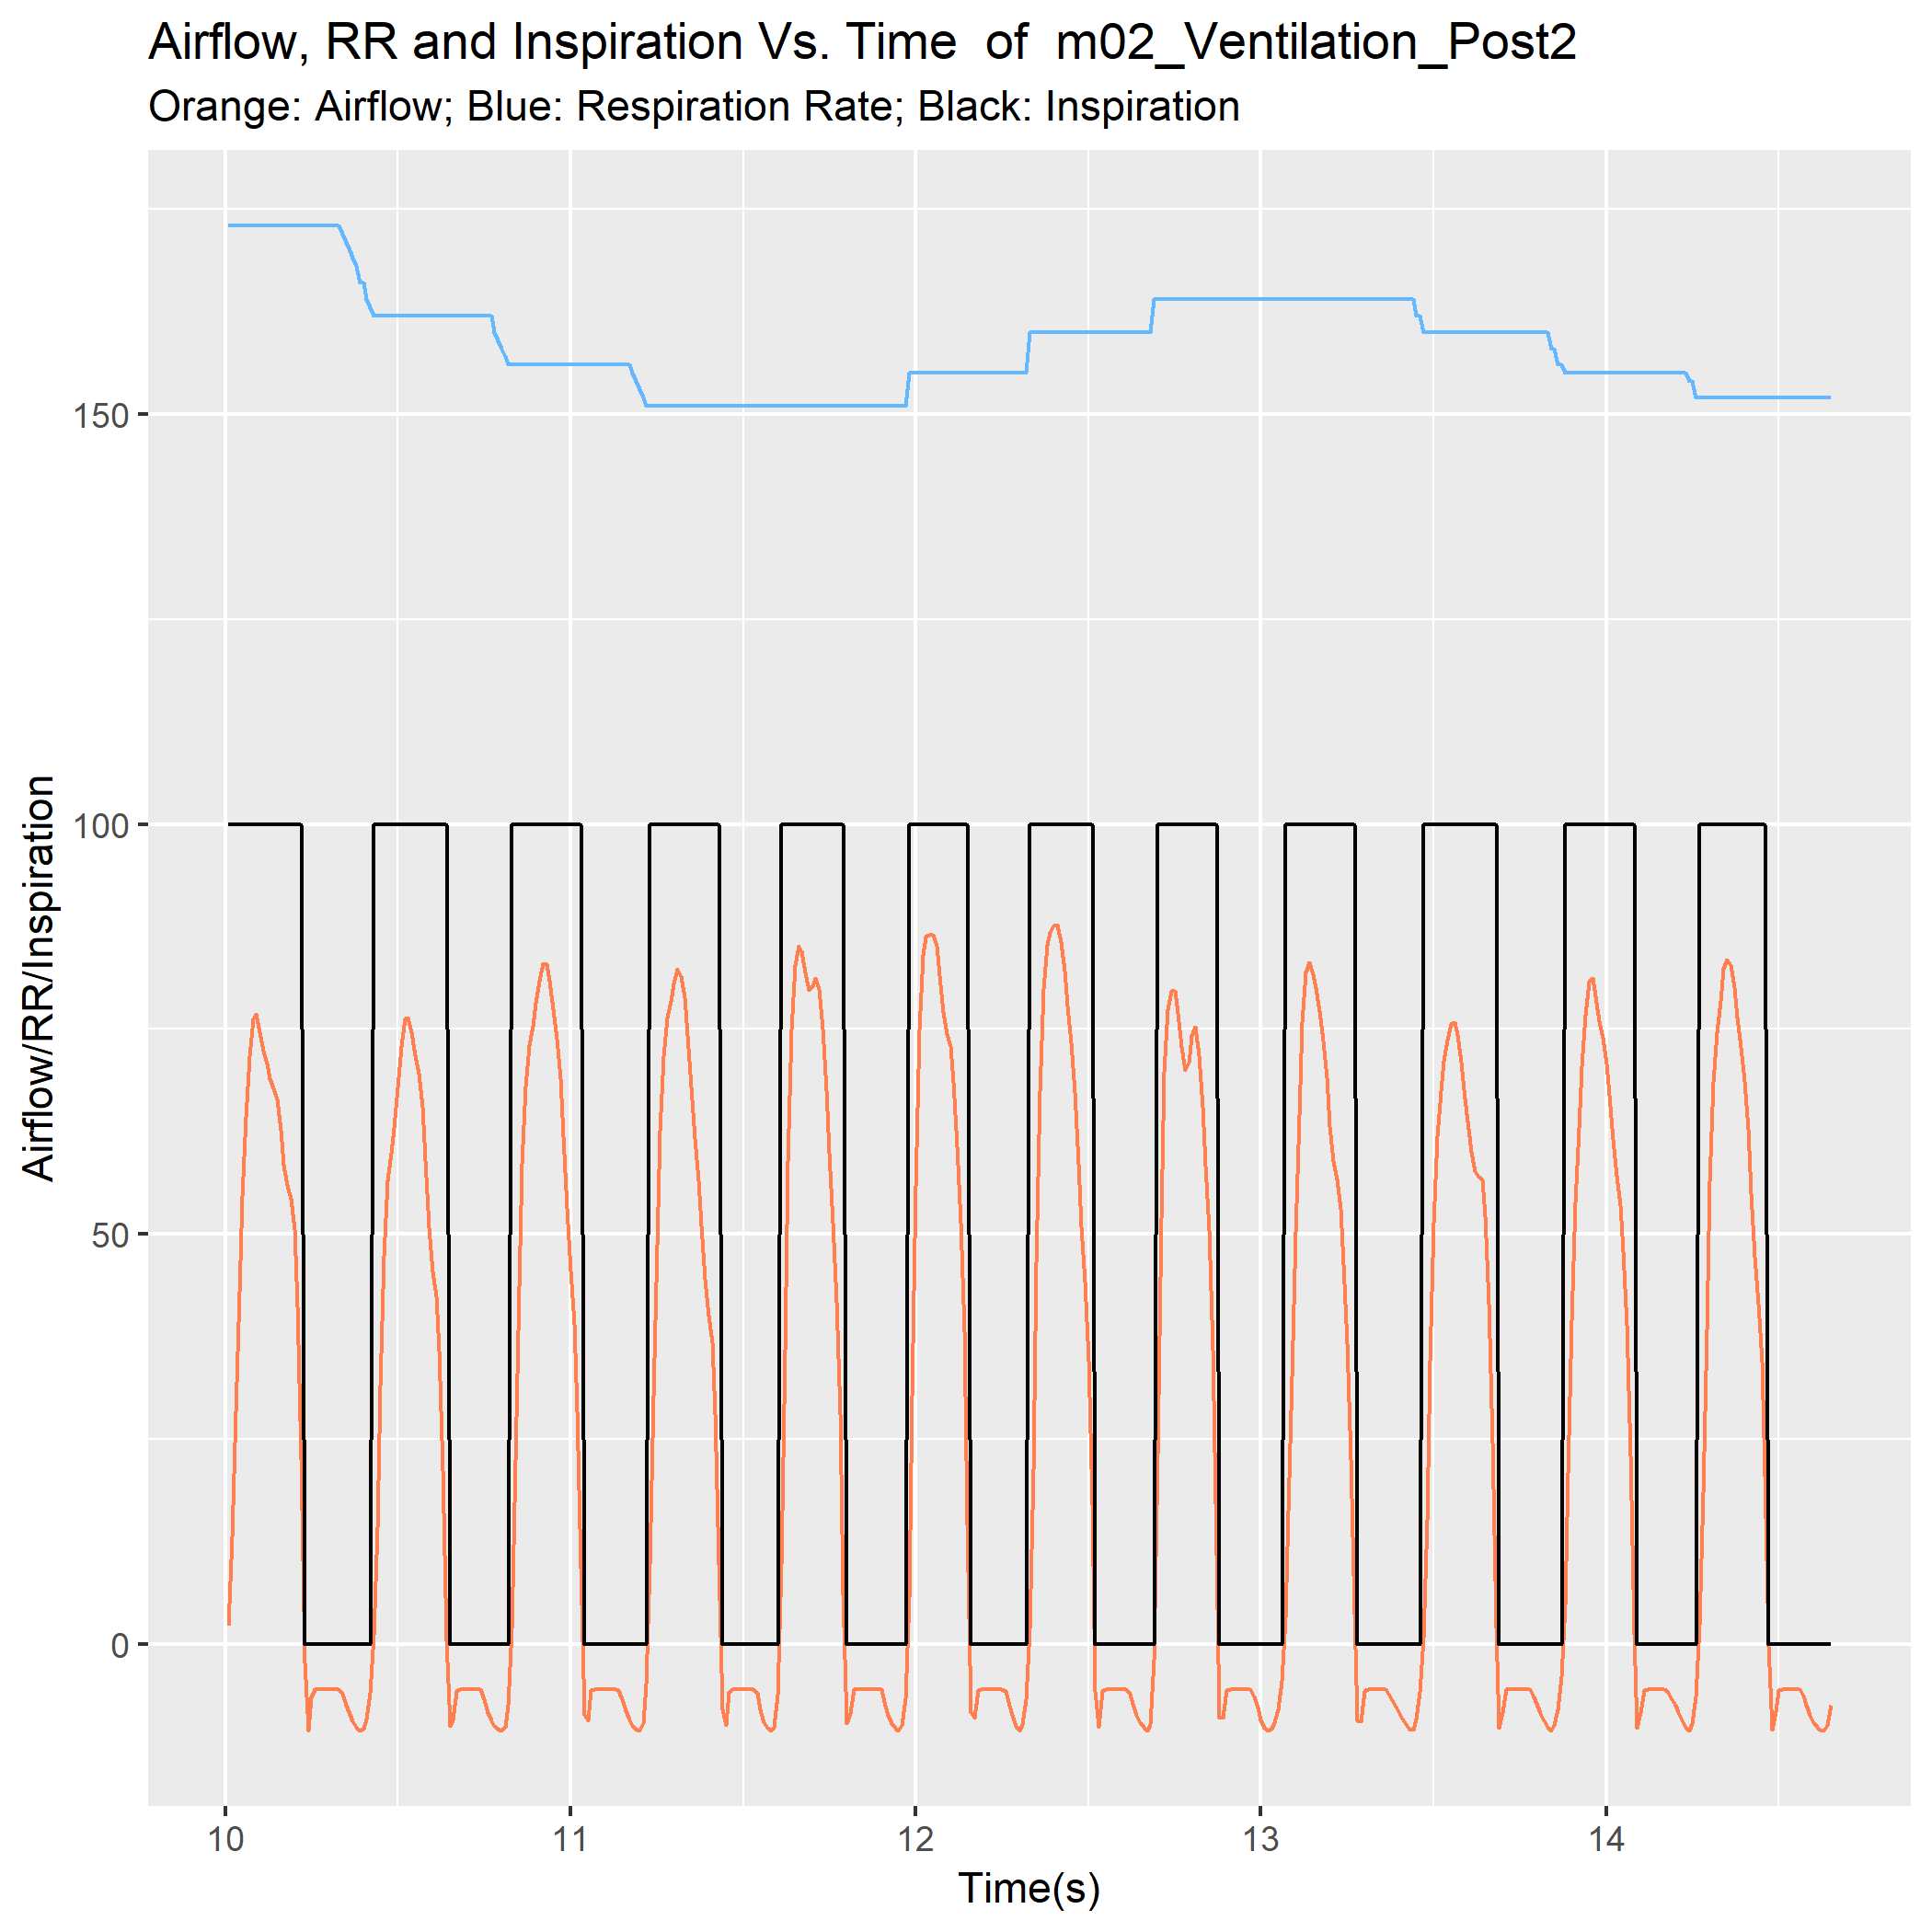 Airflow, RR and Inspiration Vs. Time  of  m02_Ventilation_Post2
Orange: Airflow; Blue: Respiration Rate; Black: Inspiration
Airflow/RR/Inspiration
150
100
50
0
10 11 12 13 14
Time(s)